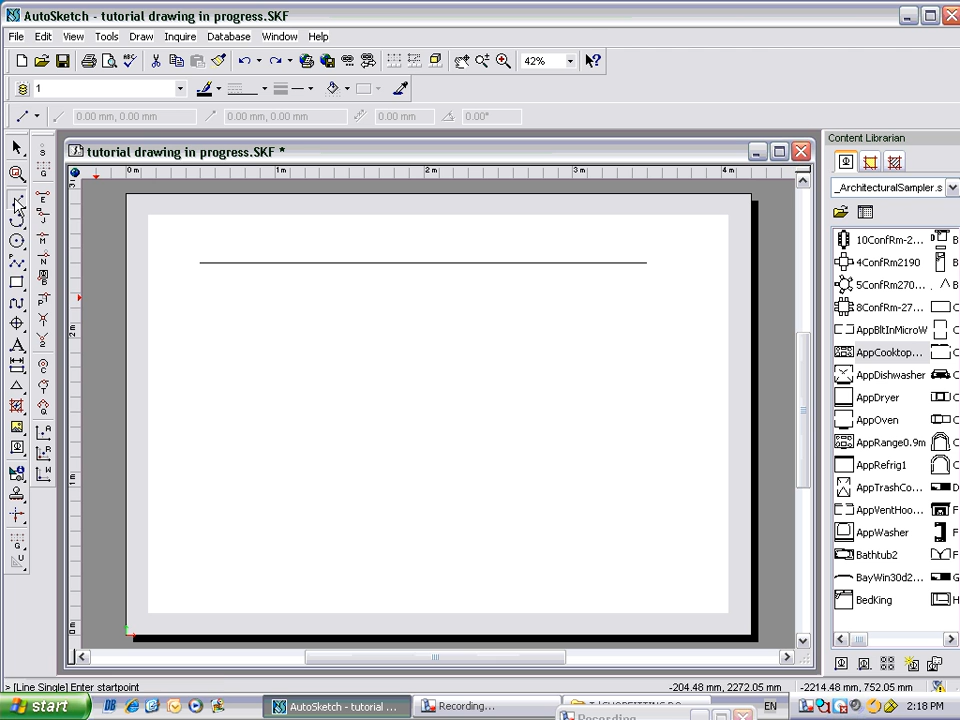 AutoSketch - tutorial drawing in progress.SKF
File Edit View Tools Draw Inquire Database Window Help
42%
1
0.00 mm, 0.00 mm 0.00 mm, 0.00 mm 0.00 mm 0.00°
tutorial drawing in progress.SKF *
0 m 1 m 2 m 3 m 4 m
Content Librarian
_ArchitecturalSampler.s
10ConfRm-2... B
4ConfRm2190 B
5ConfRm270... B
8ConfRm-27... C
AppBltInMicroW C
AppCooktop... C
AppDishwasher C
AppDryer C
AppOven C
AppRange0.9m C
AppRefrig1 C
AppTrashCo... D
AppVentHoo... F
AppWasher F
Bathtub2 F
BayWin30d2... G
BedKing H
> [Line Single] Enter startpoint
-204.48 mm, 2272.05 mm -2214.48 mm, 752.05 mm
start
AutoSketch - tutorial ...
Recording...
EN
2:18 PM
Recording